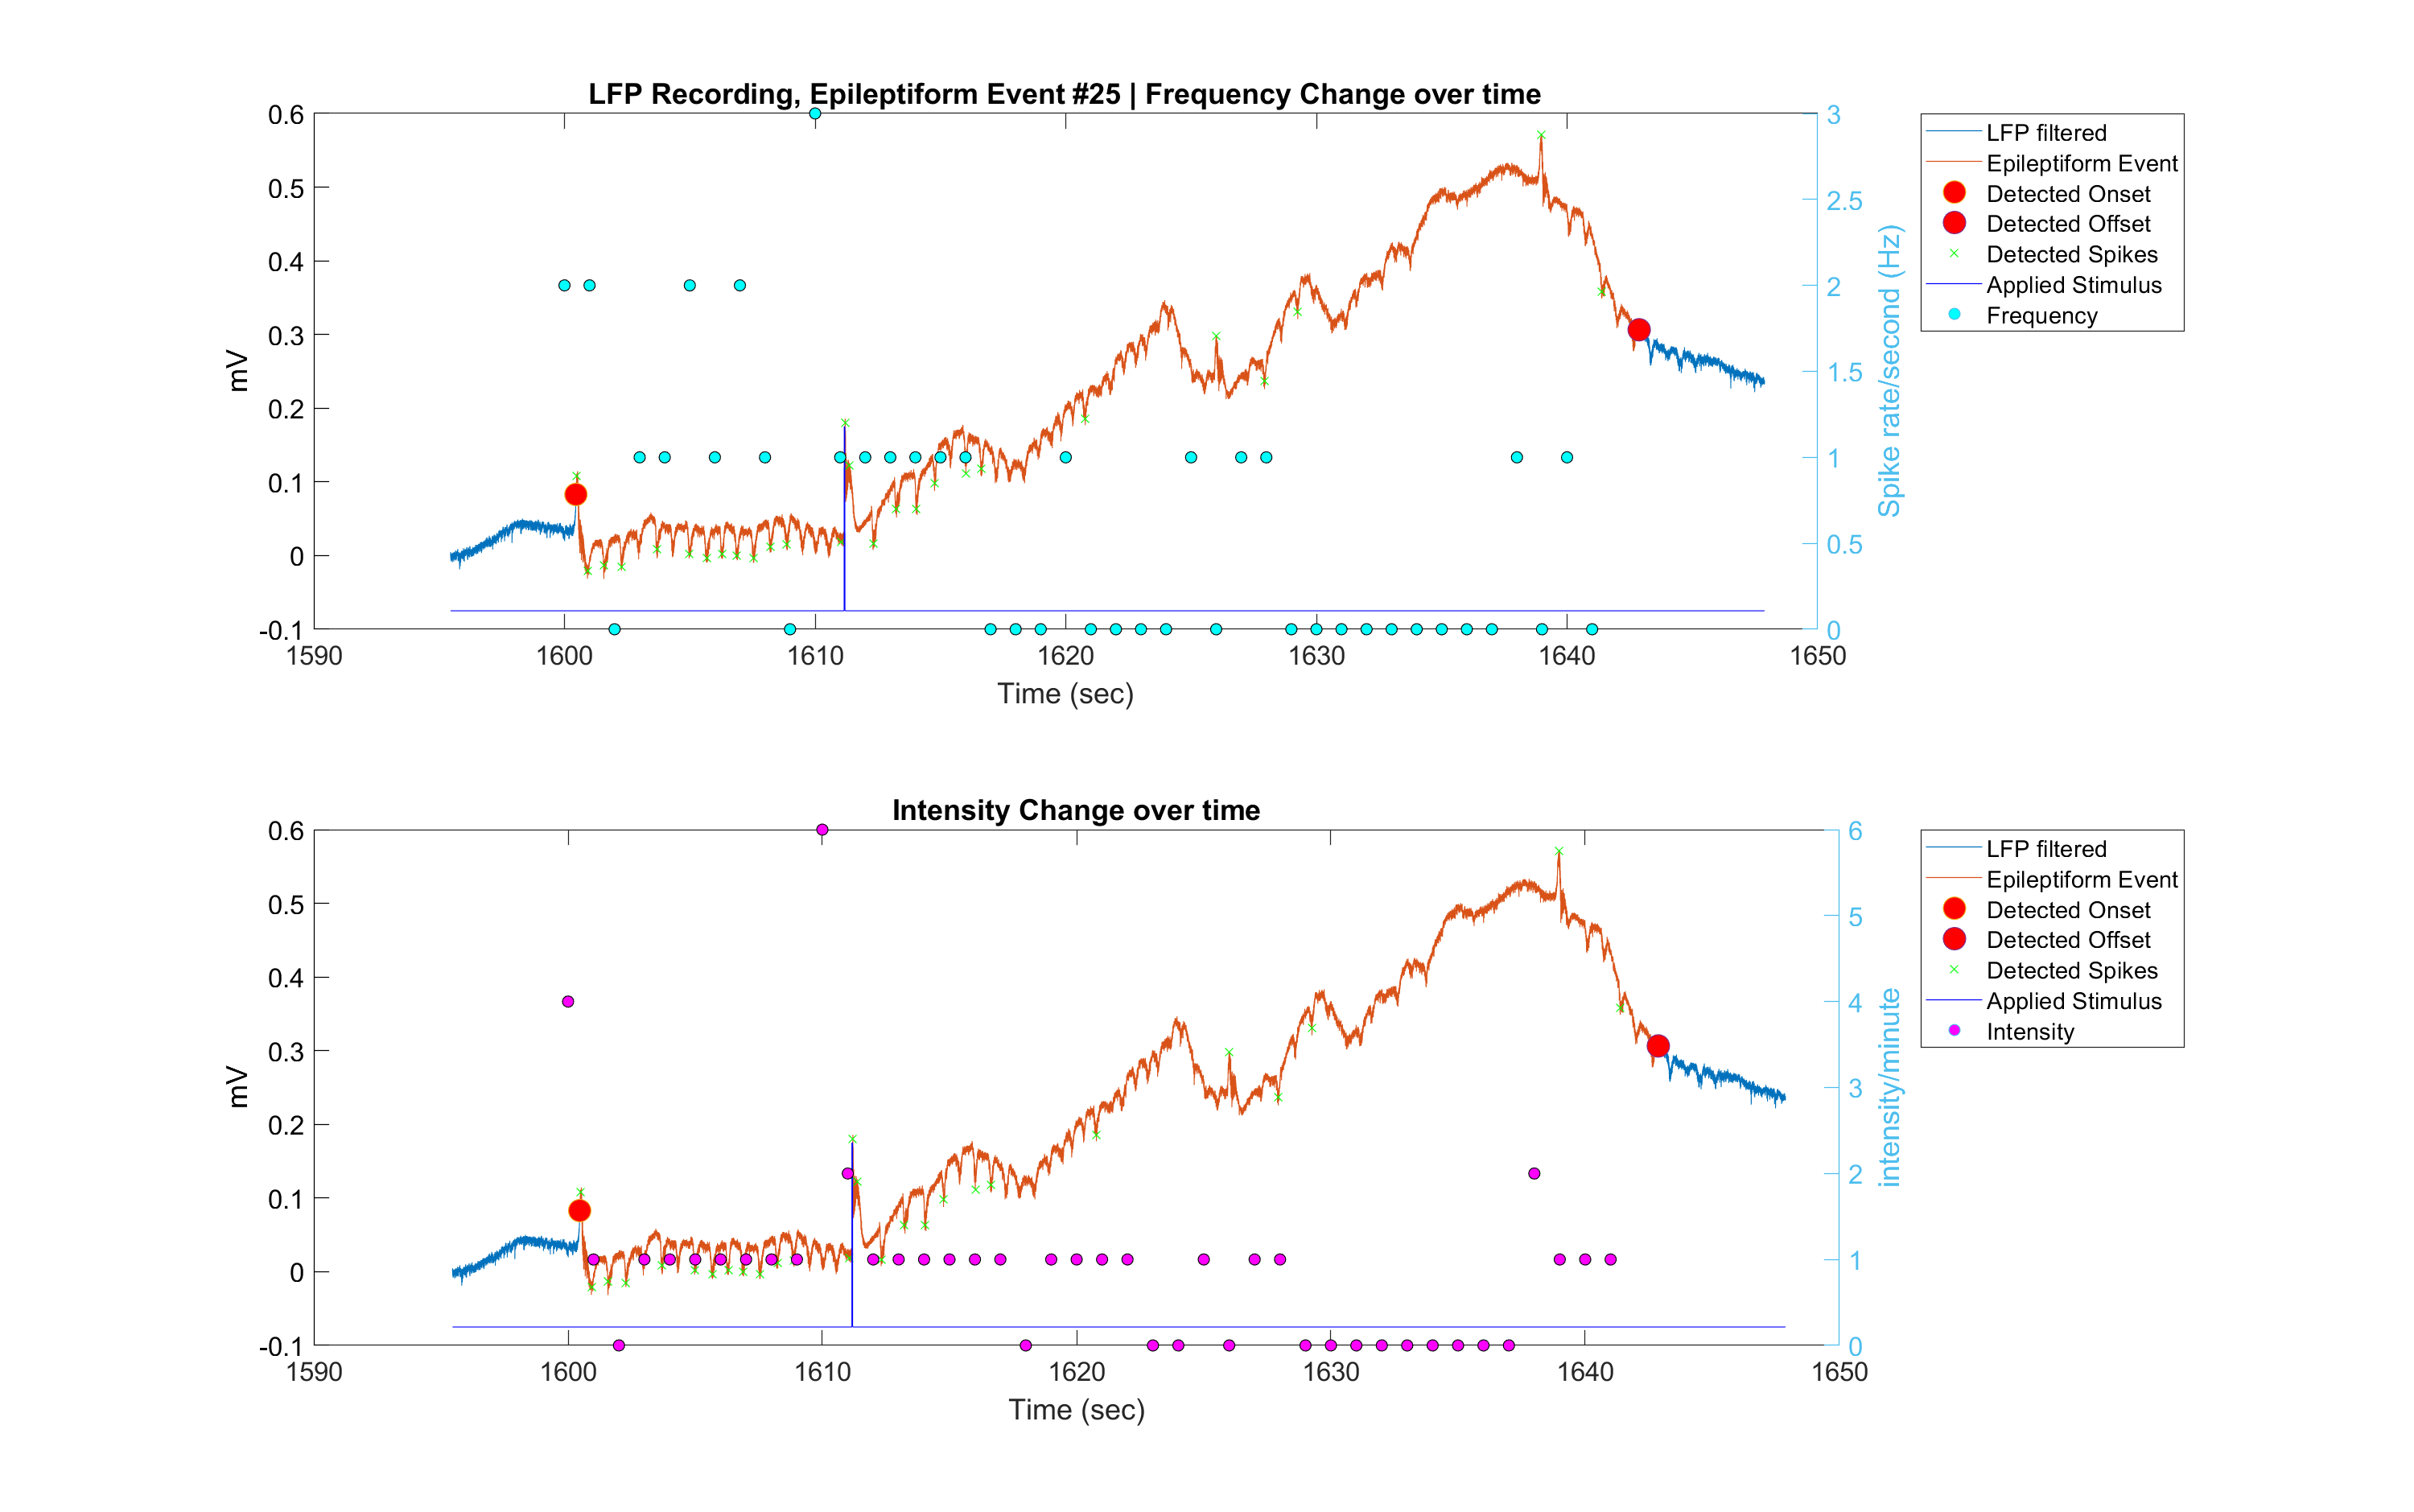 LFP Recording, Epileptiform Event #25 | Frequency Change over time
0.6
0.5
0.4
0.3
0.2
0.1
0
-0.1
mV
3
2.5
2
1.5
1
0.5
0
Spike rate/second (Hz)
1590 1600 1610 1620 1630 1640 1650
Time (sec)
LFP filtered
Epileptiform Event
Detected Onset
Detected Offset
Detected Spikes
Applied Stimulus
Frequency
Intensity Change over time
0.6
0.5
0.4
0.3
0.2
0.1
0
-0.1
mV
6
5
4
3
2
1
0
intensity/minute
1590 1600 1610 1620 1630 1640 1650
Time (sec)
LFP filtered
Epileptiform Event
Detected Onset
Detected Offset
Detected Spikes
Applied Stimulus
Intensity